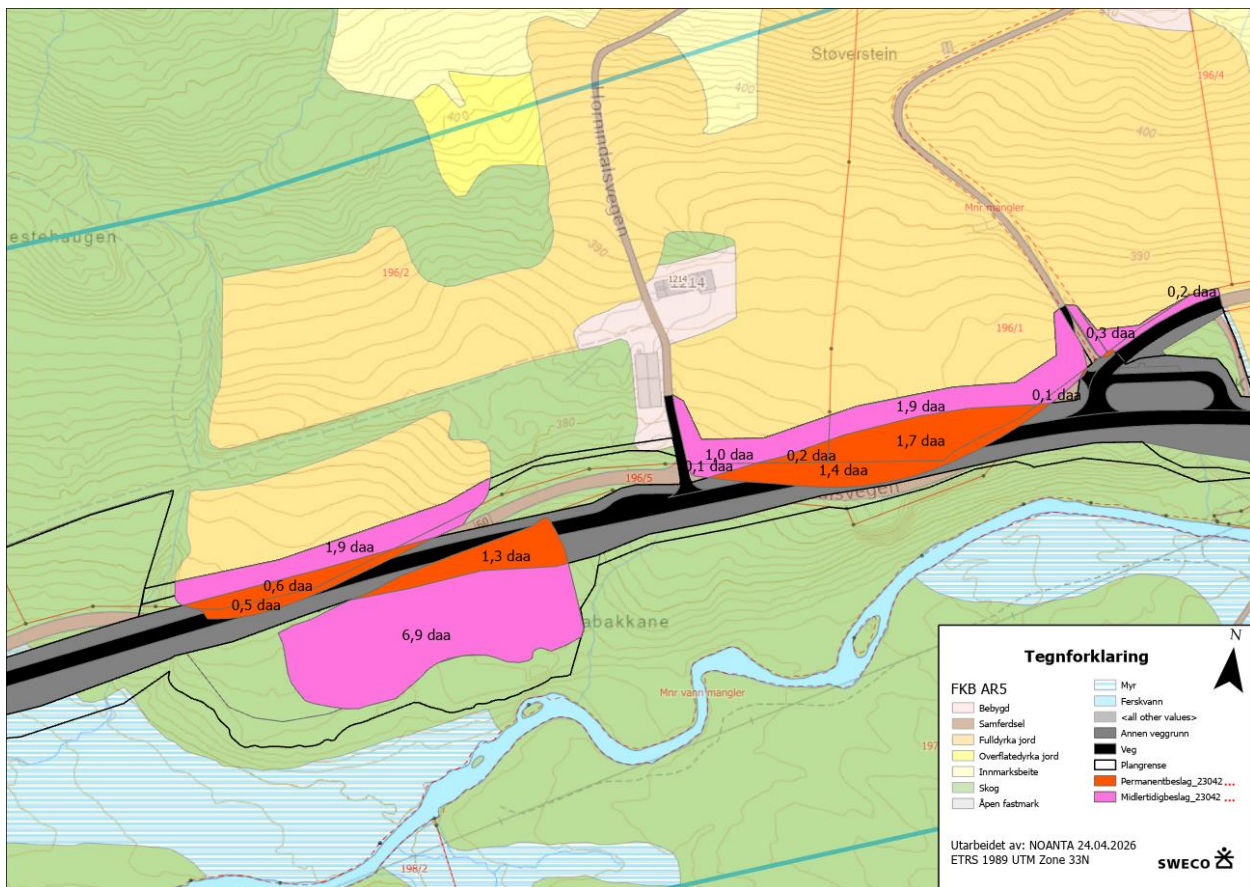 Støverstein
196/4
400
400
400
410
Hornindalsvegen
390
390
Mnr mangler
estehaugen
196/2
1214
1214
0,2 daa
196/1
0,3 daa
0,1 daa
1,9 daa
1,7 daa
380
1,0 daa
0,2 daa
0,1 daa
1,4 daa
196/5
alsvegen
1,9 daa
1,3 daa
0,6 daa
0,5 daa
6,9 daa
abakkane
Mnr vann mangler
197
198/2
N
Tegnforklaring
FKB AR5
Bebygd
Samferdsel
Fulldyrka jord
Overflatedyrka jord
Innmarksbeite
Skog
Åpen fastmark
Myr
Ferskvann
<all other values>
Annen veggrunn
Veg
Plangrense
Permanentbeslag_23042 ...
Midlertidigbeslag_23042 ...
Utarbeidet av: NOANTA 24.04.2026
ETRS 1989 UTM Zone 33N
SWECO